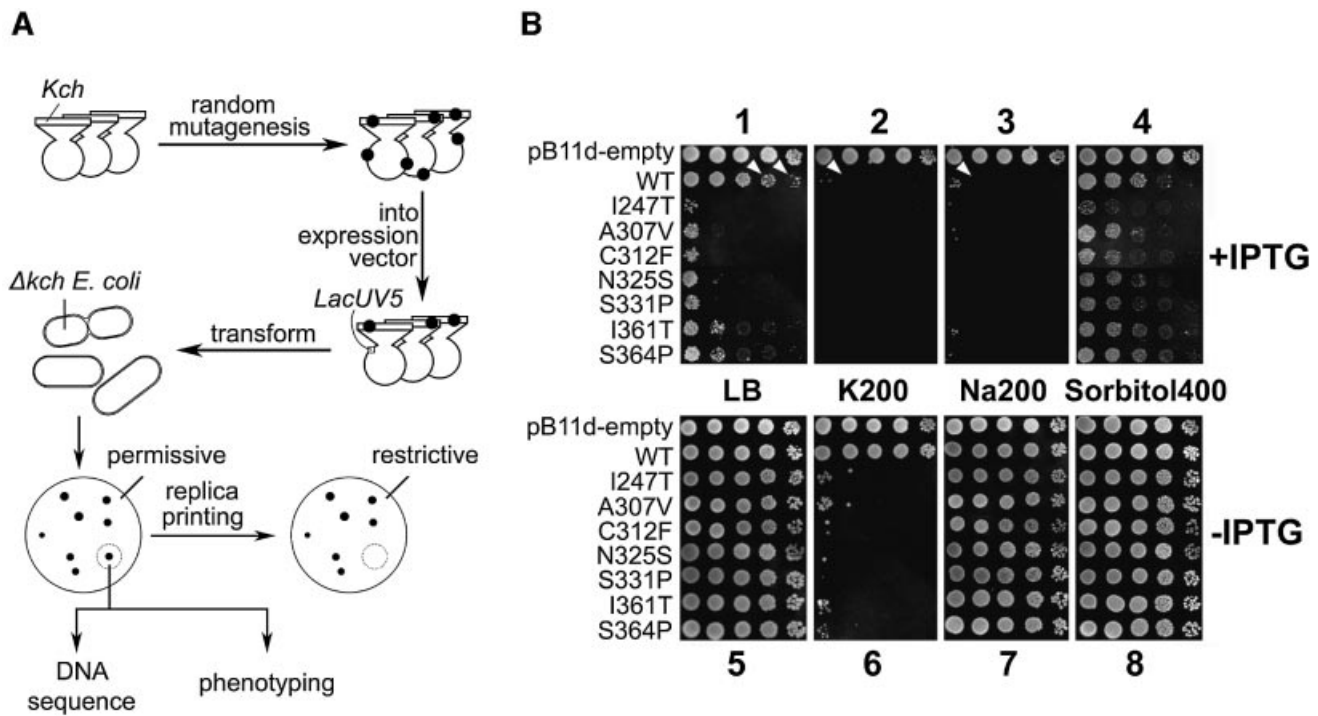 A
Kch
random
mutagenesis
into
expression
vector
Δkch E. coli
LacUV5
transform
permissive
restrictive
replica
printing
DNA
sequence
phenotyping
B
1 2 3 4
pB11d-empty
WT
I247T
A307V
C312F
N325S
S331P
I361T
S364P
+IPTG
LB K200 Na200 Sorbitol400
pB11d-empty
WT
I247T
A307V
C312F
N325S
S331P
I361T
S364P
-IPTG
5 6 7 8